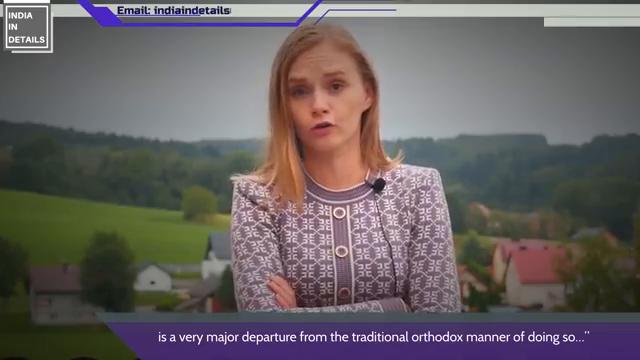 Email: indiaindetails
INDIA
IN
DETAILS
is a very major departure from the traditional orthodox manner of doing so..."